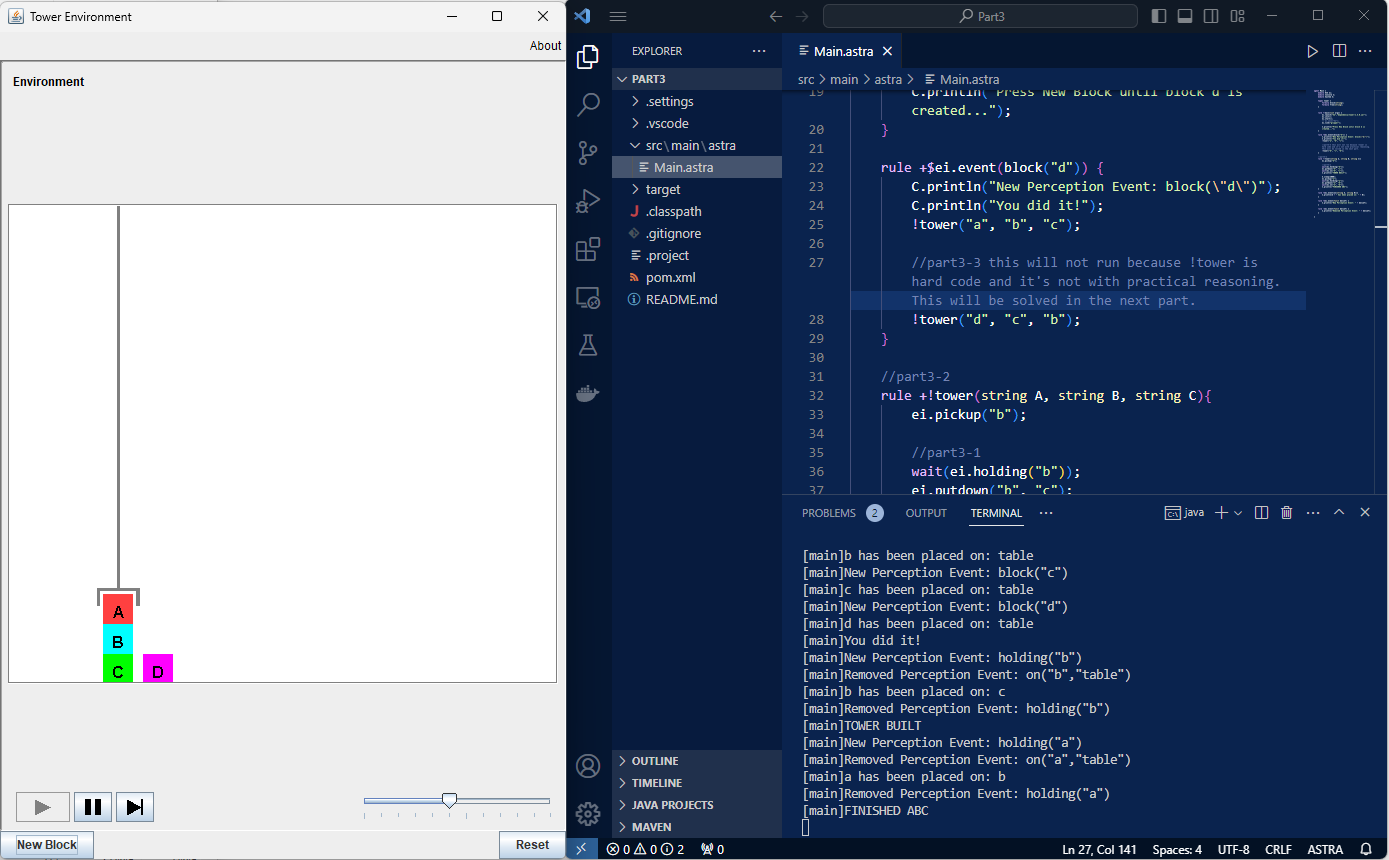 Tower Environment
About
Environment
A
B
C
D
New Block
Reset
Part3
EXPLORER
PART3
.settings
.vscode
src\main\astra
Main.astra
target
.classpath
.gitignore
.project
pom.xml
README.md
OUTLINE
TIMELINE
JAVA PROJECTS
MAVEN
Main.astra
src > main > astra > Main.astra
19 C.println("Press New Block until block d is
created...");
20 }
21
22 rule +$ei.event(block("d")) {
23 C.println("New Perception Event: block(\"d\")");
24 C.println("You did it!");
25 !tower("a", "b", "c");
26
27 //part3-3 this will not run because !tower is
hard code and it's not with practical reasoning.
This will be solved in the next part.
28 !tower("d", "c", "b");
29 }
30
31 //part3-2
32 rule +!tower(string A, string B, string C){
33 ei.pickup("b");
34
35 //part3-1
36 wait(ei.holding("b"));
37 ei.putdown("b", "c");
PROBLEMS 2 OUTPUT TERMINAL
java
[main]b has been placed on: table
[main]New Perception Event: block("c")
[main]c has been placed on: table
[main]New Perception Event: block("d")
[main]d has been placed on: table
[main]You did it!
[main]New Perception Event: holding("b")
[main]Removed Perception Event: on("b","table")
[main]b has been placed on: c
[main]Removed Perception Event: holding("b")
[main]TOWER BUILT
[main]New Perception Event: holding("a")
[main]Removed Perception Event: on("a","table")
[main]a has been placed on: b
[main]Removed Perception Event: holding("a")
[main]FINISHED ABC
0 0 2 0 Ln 27, Col 141 Spaces: 4 UTF-8 CRLF ASTRA